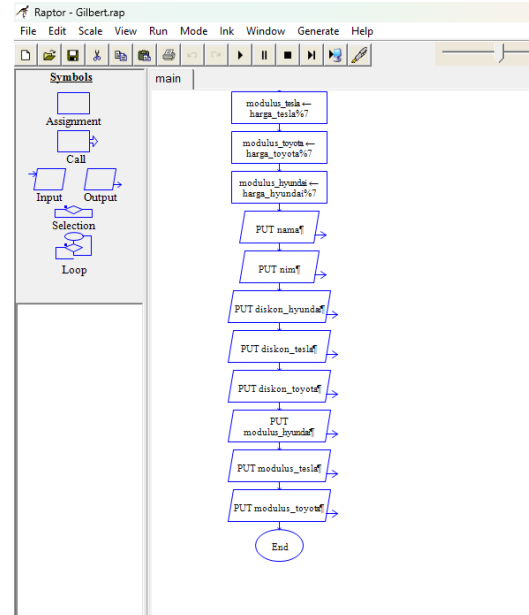 Raptor - Gilbert.rap
File Edit Scale View Run Mode Ink Window Generate Help
Symbols
Assignment
Call
Input Output
Selection
Loop
main
modulus_tesla ←
harga_tesla%7
modulus_toyota ←
harga_toyota%7
modulus_hyundai ←
harga_hyundai%7
PUT nama¶
PUT nim¶
PUT diskon_hyundai¶
PUT diskon_tesla¶
PUT diskon_toyota¶
PUT
modulus_hyundai¶
PUT modulus_tesla¶
PUT modulus_toyota¶
End